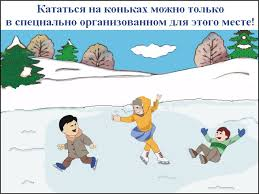 Кататься на коньках можно только
в специально организованном для этого месте!